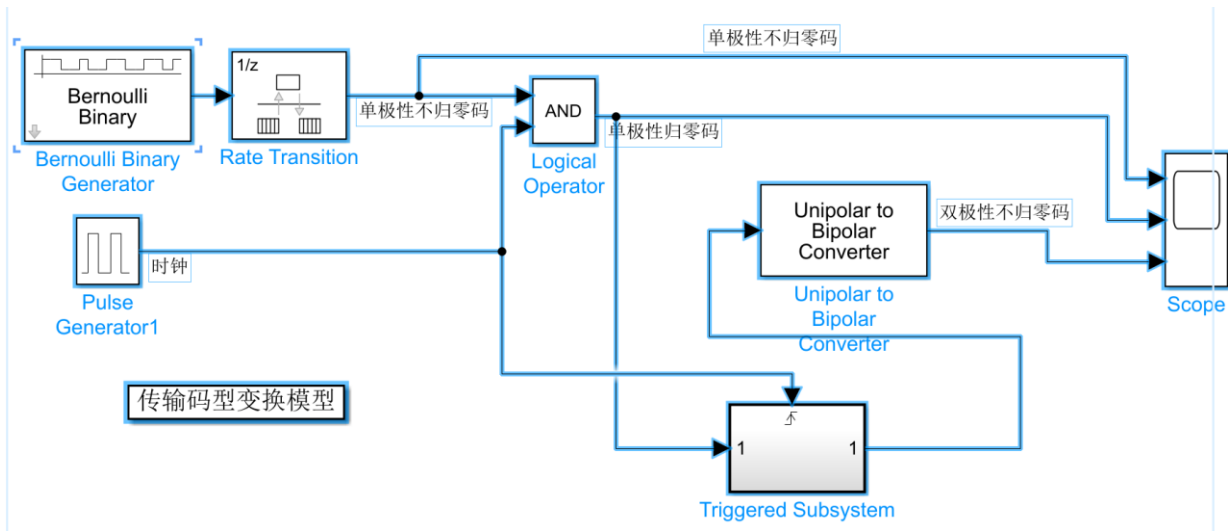 单极性不归零码
1/z
Bernoulli
Binary
Bernoulli Binary
Generator
Rate Transition
单极性不归零码
AND
Logical
Operator
单极性归零码
Unipolar to
Bipolar
Converter
Unipolar to
Bipolar
Converter
双极性不归零码
Scope
时钟
Pulse
Generator1
传输码型变换模型
1
1
Triggered Subsystem